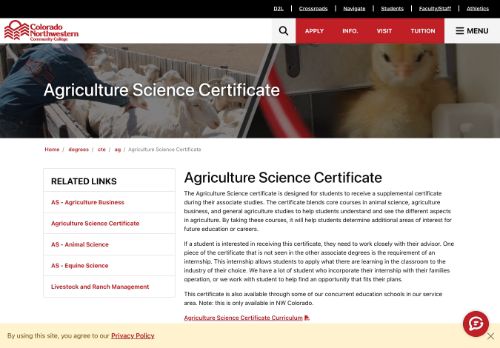 D2L | Crossroads | Navigate | Students | Faculty/Staff | Athletics
Colorado
Northwestern
Community College
APPLY INFO. VISIT TUITION MENU
Agriculture Science Certificate
Home / degrees / cte / ag / Agriculture Science Certificate
RELATED LINKS
AS - Agriculture Business
Agriculture Science Certificate
AS - Animal Science
AS - Equine Science
Livestock and Ranch Management
Agriculture Science Certificate
The Agriculture Science certificate is designed for students to receive a supplemental certificate
during their associate studies. The certificate blends core courses in animal science, agriculture
business, and general agriculture studies to help students understand and see the different aspects
in agriculture. By taking these courses, it will help students determine additional areas of interest for
future education or careers.
If a student is interested in receiving this certificate, they need to work closely with their advisor. One
piece of the certificate that is not seen in the other associate degrees is the requirement of an
internship. This internship allows students to apply what there are learning in the classroom to the
industry of their choice. We have a lot of student who incorporate their internship with their families
operation, or we work with student to help find an opportunity that fits their plans.
This certificate is also available through some of our concurrent education schools in our service
area. Note: this is only available in NW Colorado.
Agriculture Science Certificate Curriculum
By using this site, you agree to our Privacy Policy